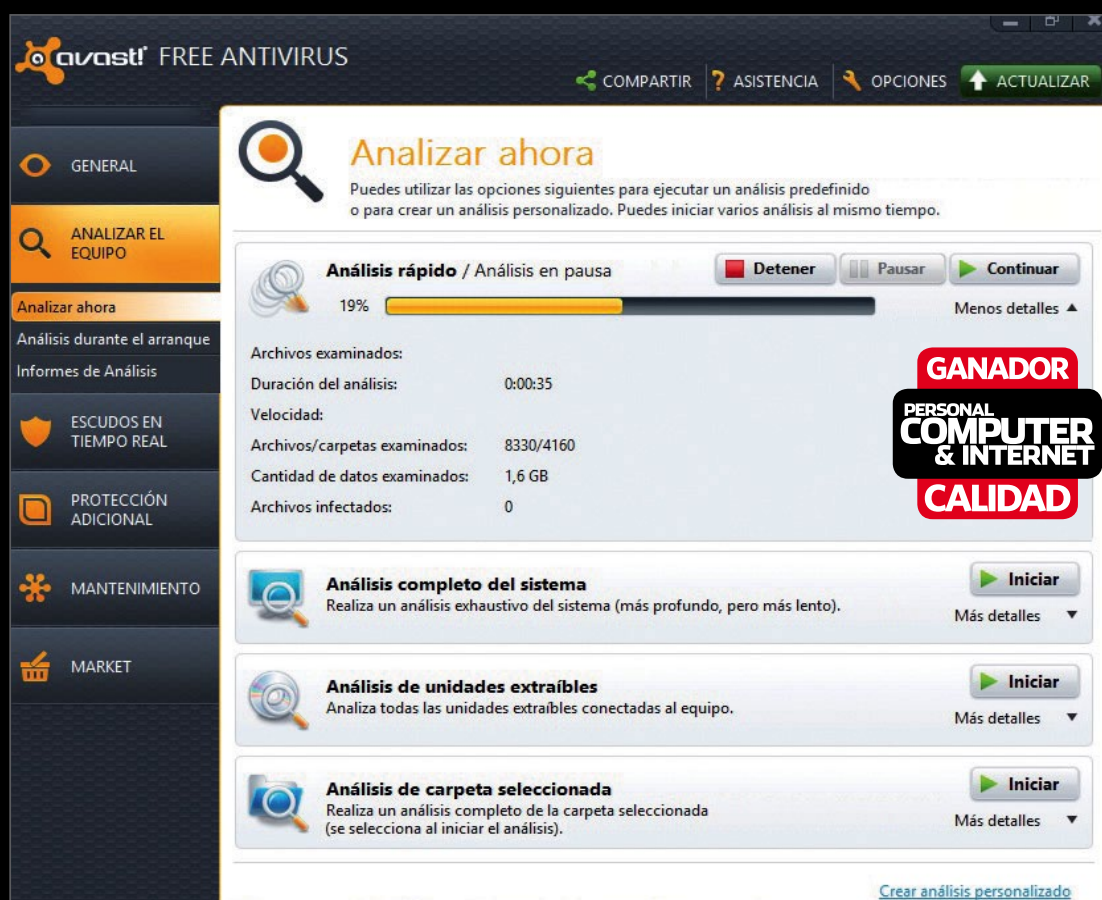 avast! FREE ANTIVIRUS
COMPARTIR
ASISTENCIA
OPCIONES
ACTUALIZAR
GENERAL
ANALIZAR EL
EQUIPO
Analizar ahora
Análisis durante el arranque
Informes de Análisis
ESCUDOS EN
TIEMPO REAL
PROTECCIÓN
ADICIONAL
MANTENIMIENTO
MARKET
Analizar ahora
Puedes utilizar las opciones siguientes para ejecutar un análisis predefinido
o para crear un análisis personalizado. Puedes iniciar varios análisis al mismo tiempo.
Análisis rápido / Análisis en pausa
Detener
Pausar
Continuar
19%
Menos detalles
Archivos examinados:
Duración del análisis: 0:00:35
Velocidad:
Archivos/carpetas examinados: 8330/4160
Cantidad de datos examinados: 1,6 GB
Archivos infectados: 0
GANADOR
PERSONAL
COMPUTER
& INTERNET
CALIDAD
Análisis completo del sistema
Realiza un análisis exhaustivo del sistema (más profundo, pero más lento).
Iniciar
Más detalles
Análisis de unidades extraíbles
Analiza todas las unidades extraíbles conectadas al equipo.
Iniciar
Más detalles
Análisis de carpeta seleccionada
Realiza un análisis completo de la carpeta seleccionada
(se selecciona al iniciar el análisis).
Iniciar
Más detalles
Crear análisis personalizado